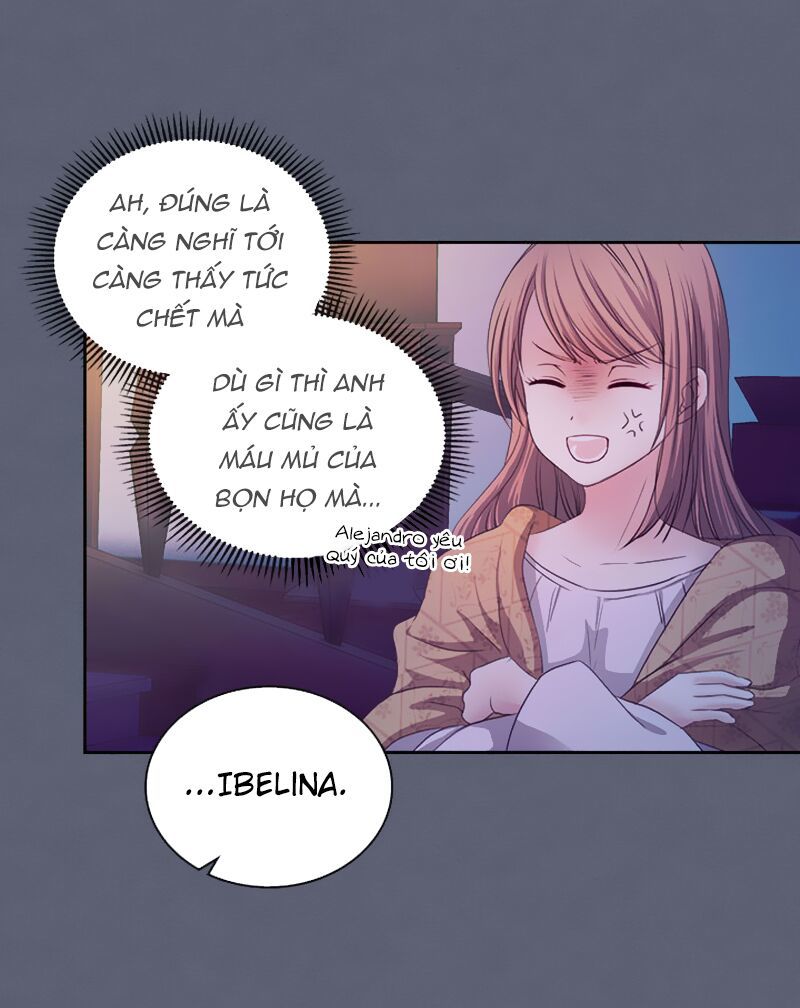 AH, ĐÚNG LÀ
CÀNG NGHĨ TỚI
CÀNG THẤY TỨC
CHẾT MÀ
DÙ GÌ THÌ ANH
ẤY CŨNG LÀ
MÁU MỦ CỦA
BỌN HỌ MÀ...
Alejandro yêu
Quý của tôi ơi!
...IBELINA.